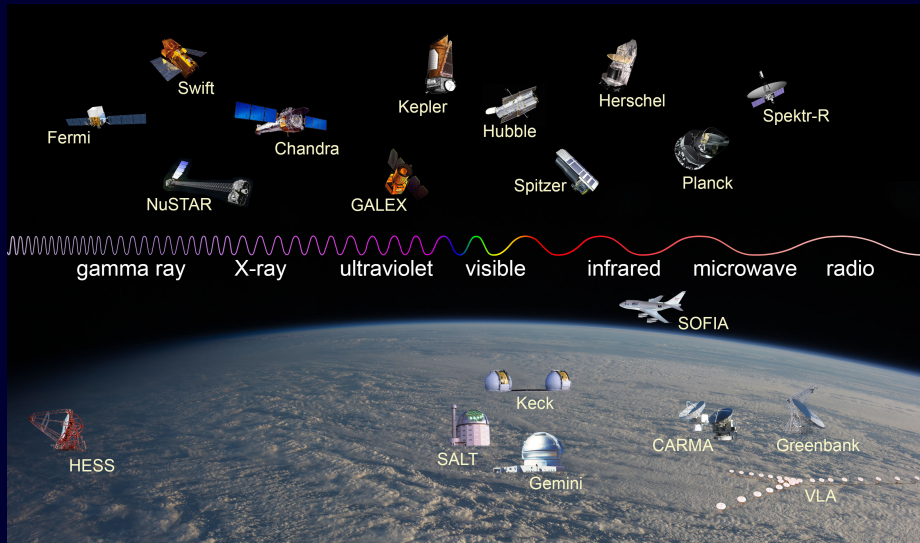 Swift
Kepler
Herschel
Spektr-R
Fermi
Chandra
Hubble
NuSTAR
GALEX
Spitzer
Planck
gamma ray X-ray ultraviolet visible infrared microwave radio
SOFIA
Keck
HESS
SALT
Gemini
CARMA
Greenbank
VLA